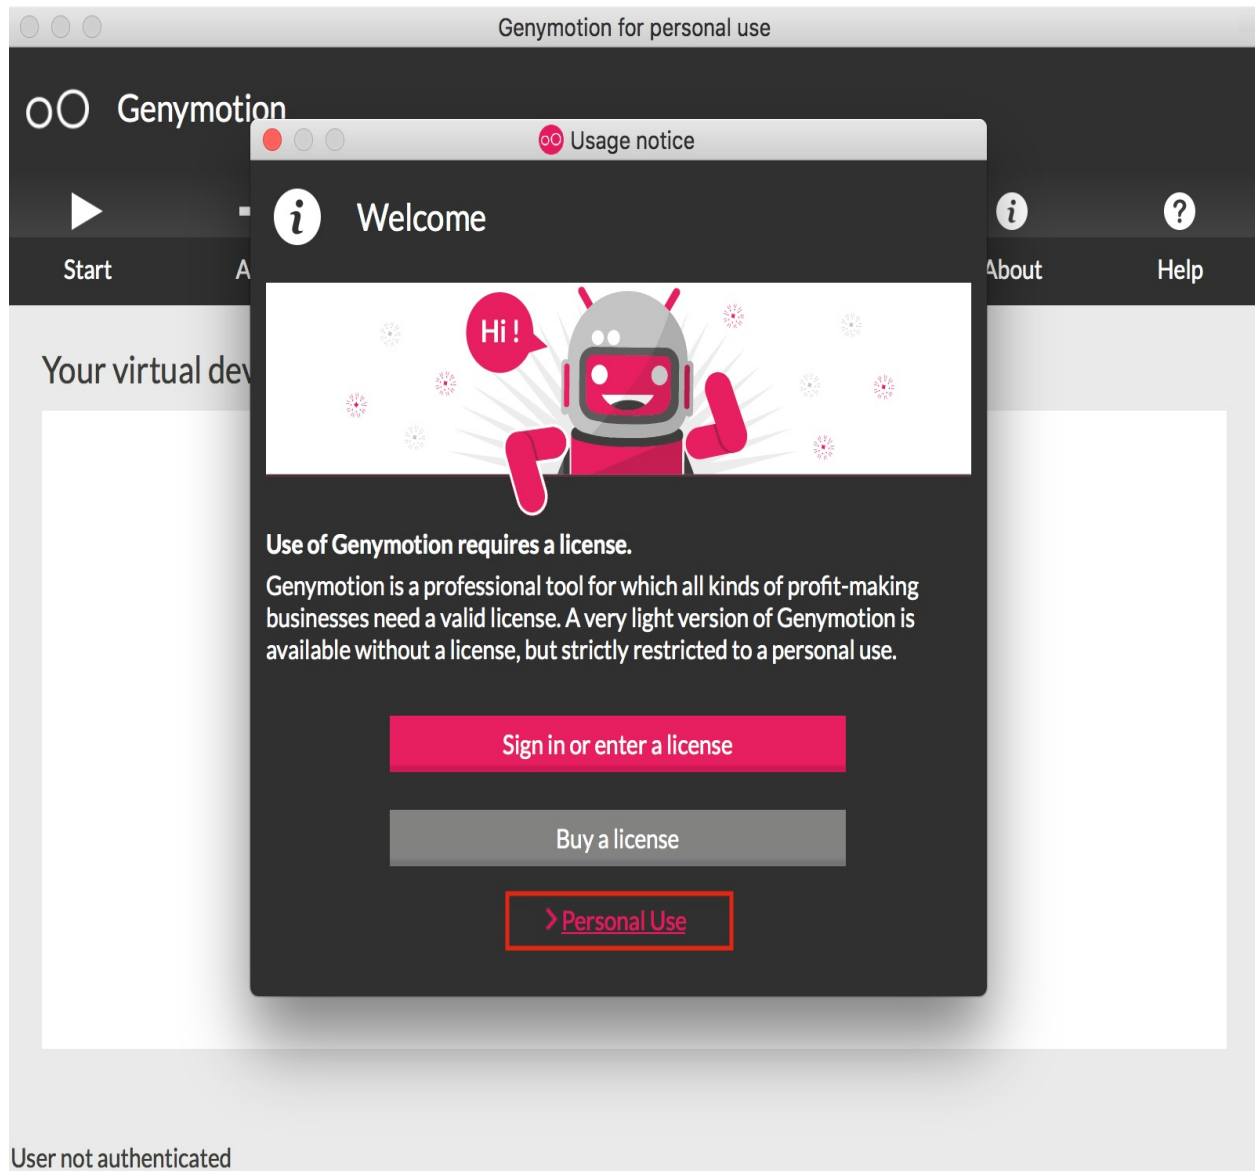 Genymotion for personal use
oO Genymotion
oO Usage notice
i Welcome
Start
A
i
About
?
Help
Hi !
Your virtual dev
Use of Genymotion requires a license.
Genymotion is a professional tool for which all kinds of profit-making
businesses need a valid license. A very light version of Genymotion is
available without a license, but strictly restricted to a personal use.
Sign in or enter a license
Buy a license
Personal Use
User not authenticated